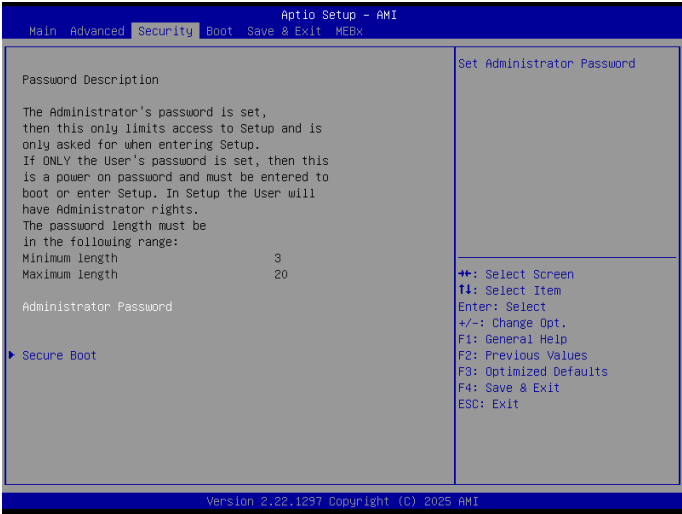 Aptio Setup – AMI
Main Advanced Security Boot Save & Exit MEBx
Password Description
The Administrator's password is set,
then this only limits access to Setup and is
only asked for when entering Setup.
If ONLY the User's password is set, then this
is a power on password and must be entered to
boot or enter Setup. In Setup the User will
have Administrator rights.
The password length must be
in the following range:
Minimum length 3
Maximum length 20
Administrator Password
Secure Boot
Set Administrator Password
→←: Select Screen
↑↓: Select Item
Enter: Select
+/-: Change Opt.
F1: General Help
F2: Previous Values
F3: Optimized Defaults
F4: Save & Exit
ESC: Exit
Version 2.22.1297 Copyright (C) 2025 AMI